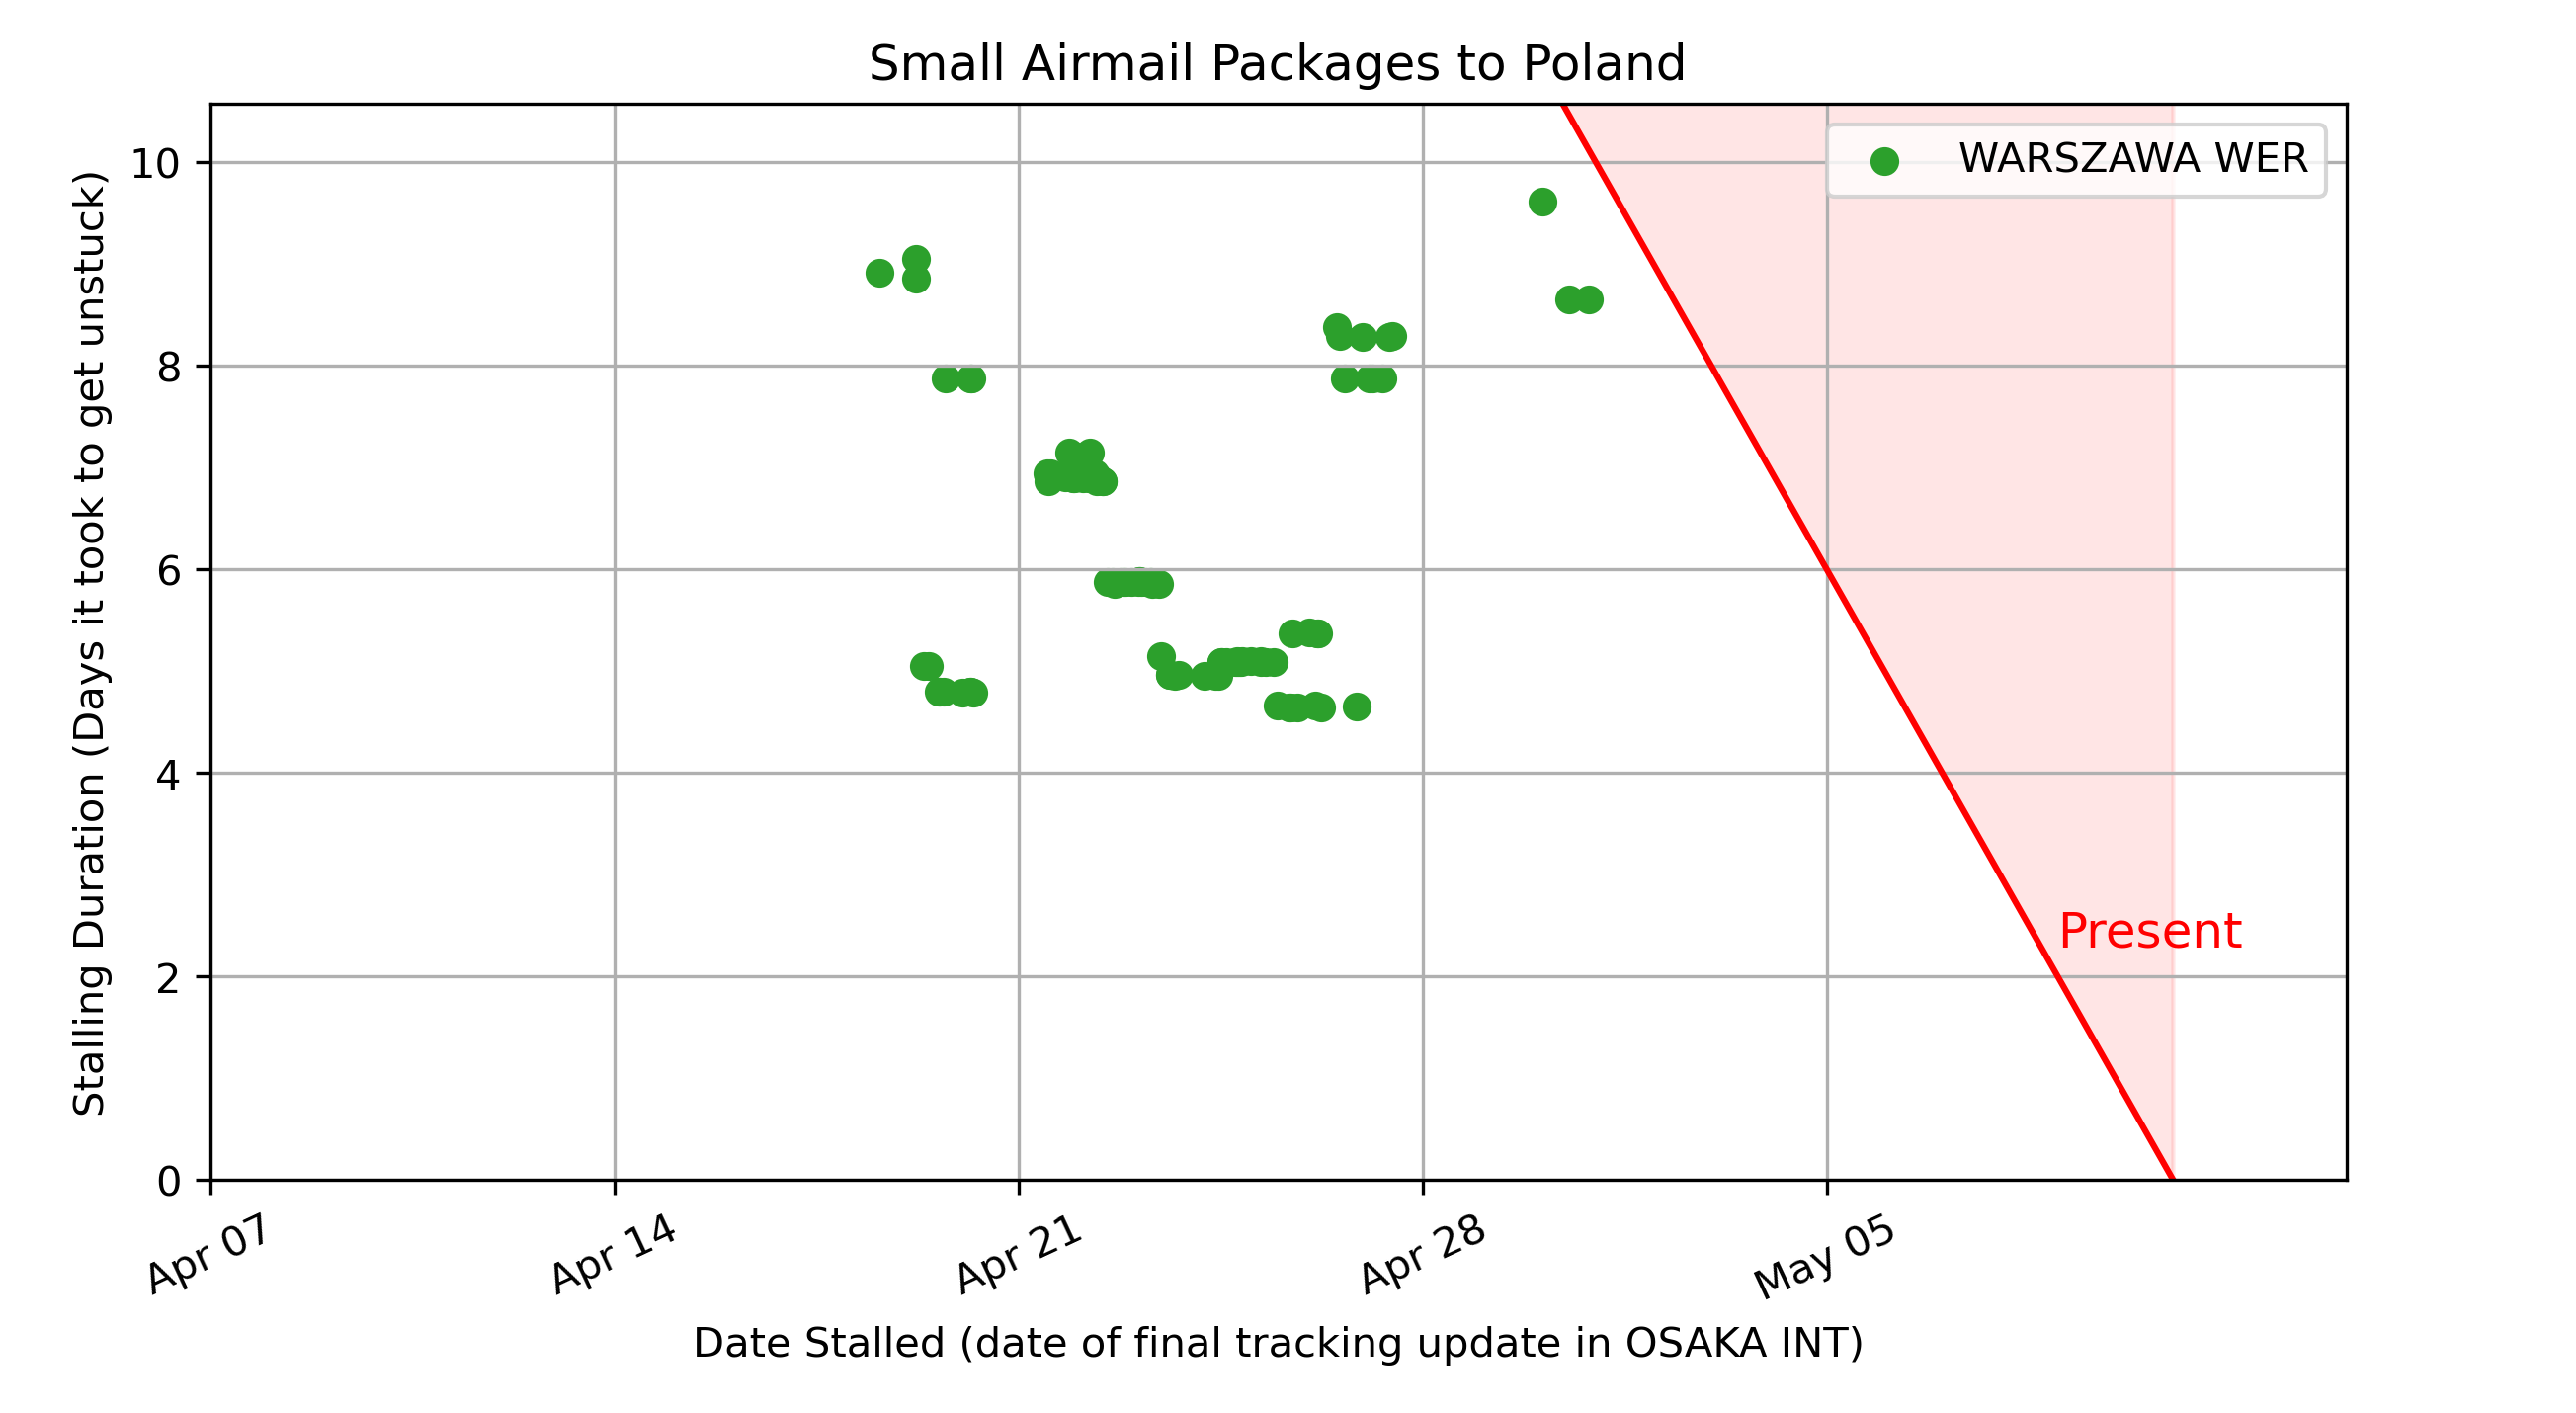 Small Airmail Packages to Poland
Stalling Duration (Days it took to get unstuck)
10
8
6
4
2
0
WARSZAWA WER
Present
Apr 07
Apr 14
Apr 21
Apr 28
May 05
Date Stalled (date of final tracking update in OSAKA INT)